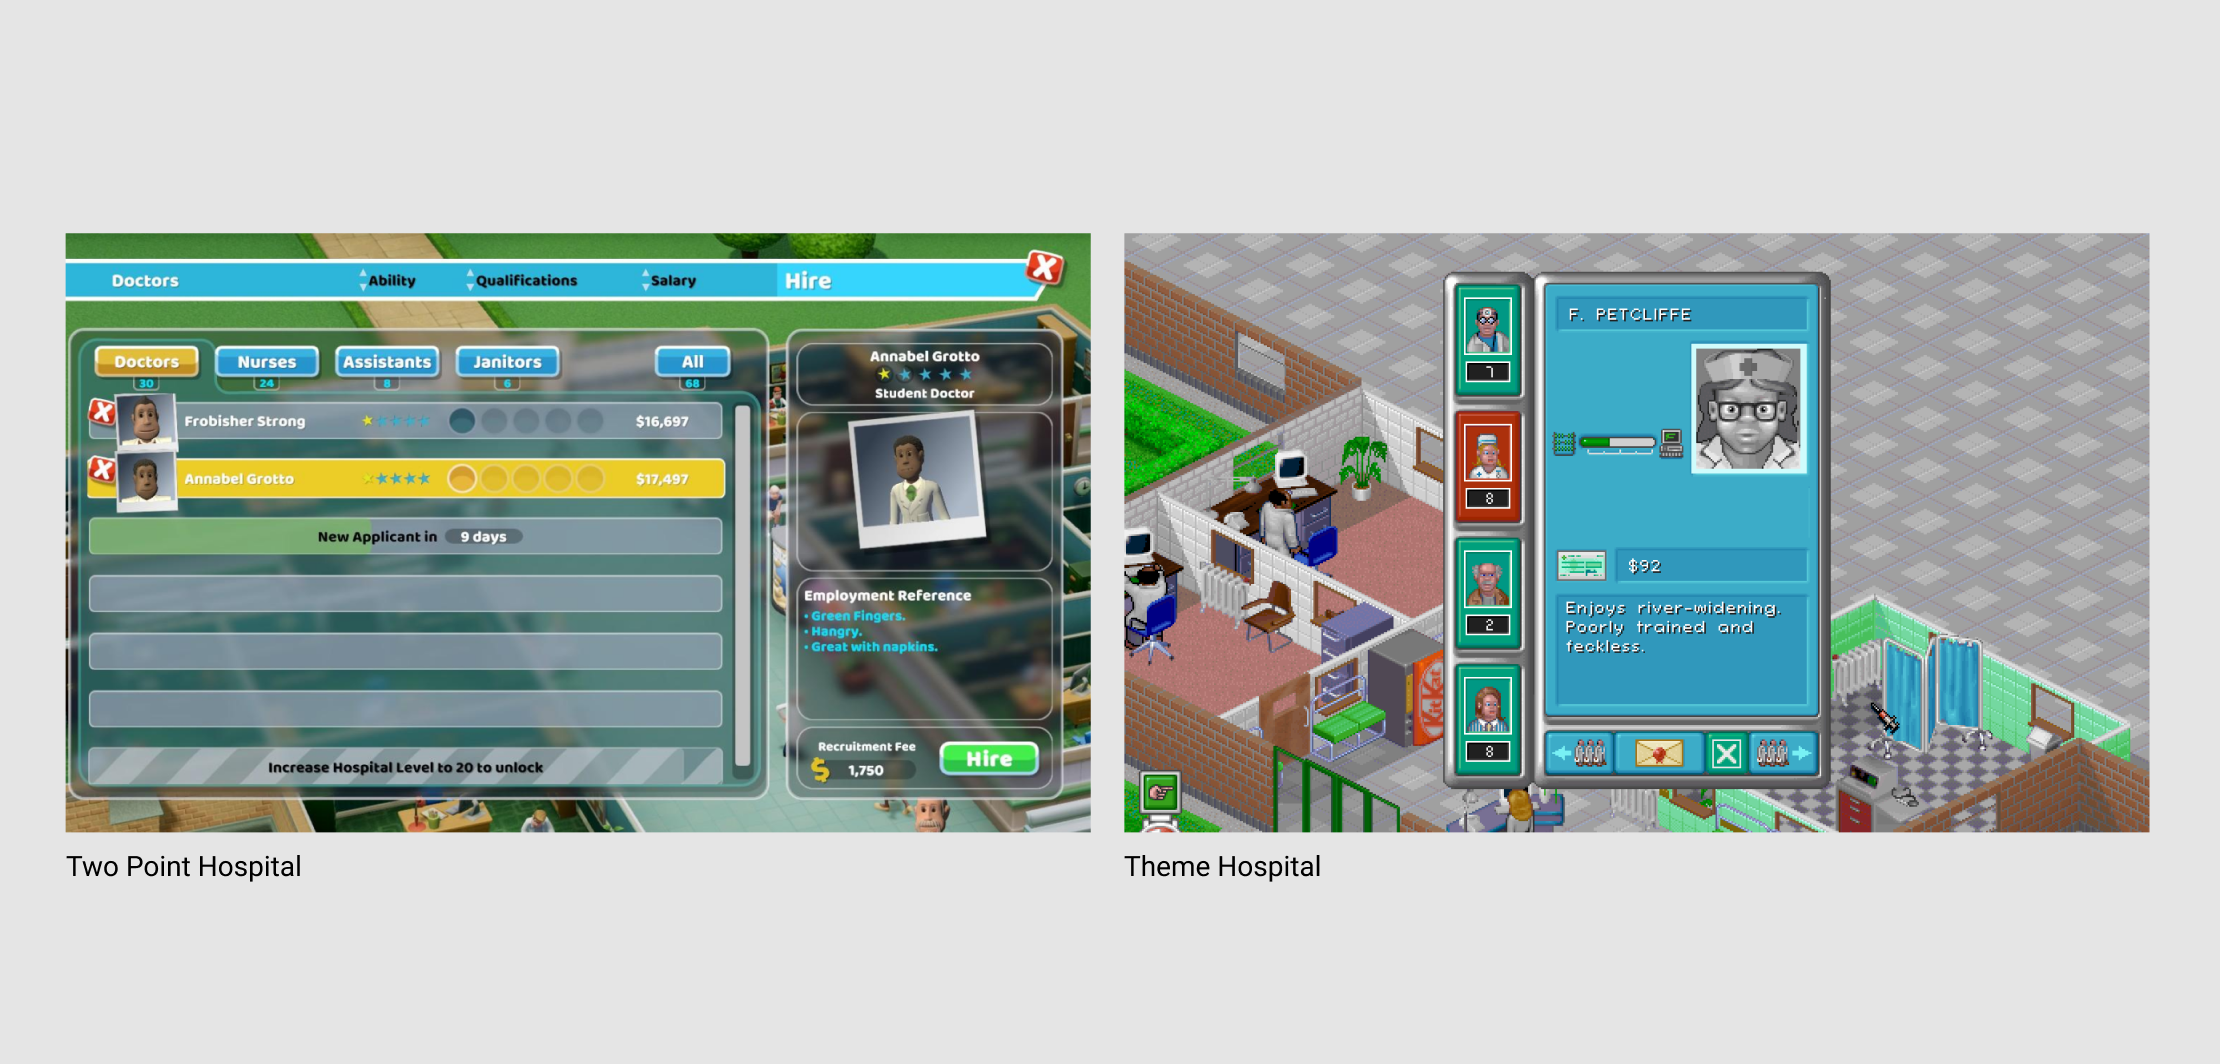 Doctors
Ability
Qualifications
Salary
Hire
Doctors
30
Nurses
24
Assistants
8
Janitors
6
All
68
Frobisher Strong
$16,697
Annabel Grotto
$17,497
New Applicant in 9 days
Increase Hospital Level to 20 to unlock
Annabel Grotto
Student Doctor
Employment Reference
• Green Fingers.
• Hangry.
• Great with napkins.
Recruitment Fee
$ 1,750
Hire
Two Point Hospital
7
8
2
8
F. PETCLIFFE
$92
Enjoys river-widening.
Poorly trained and
feckless.
KitKat
Theme Hospital